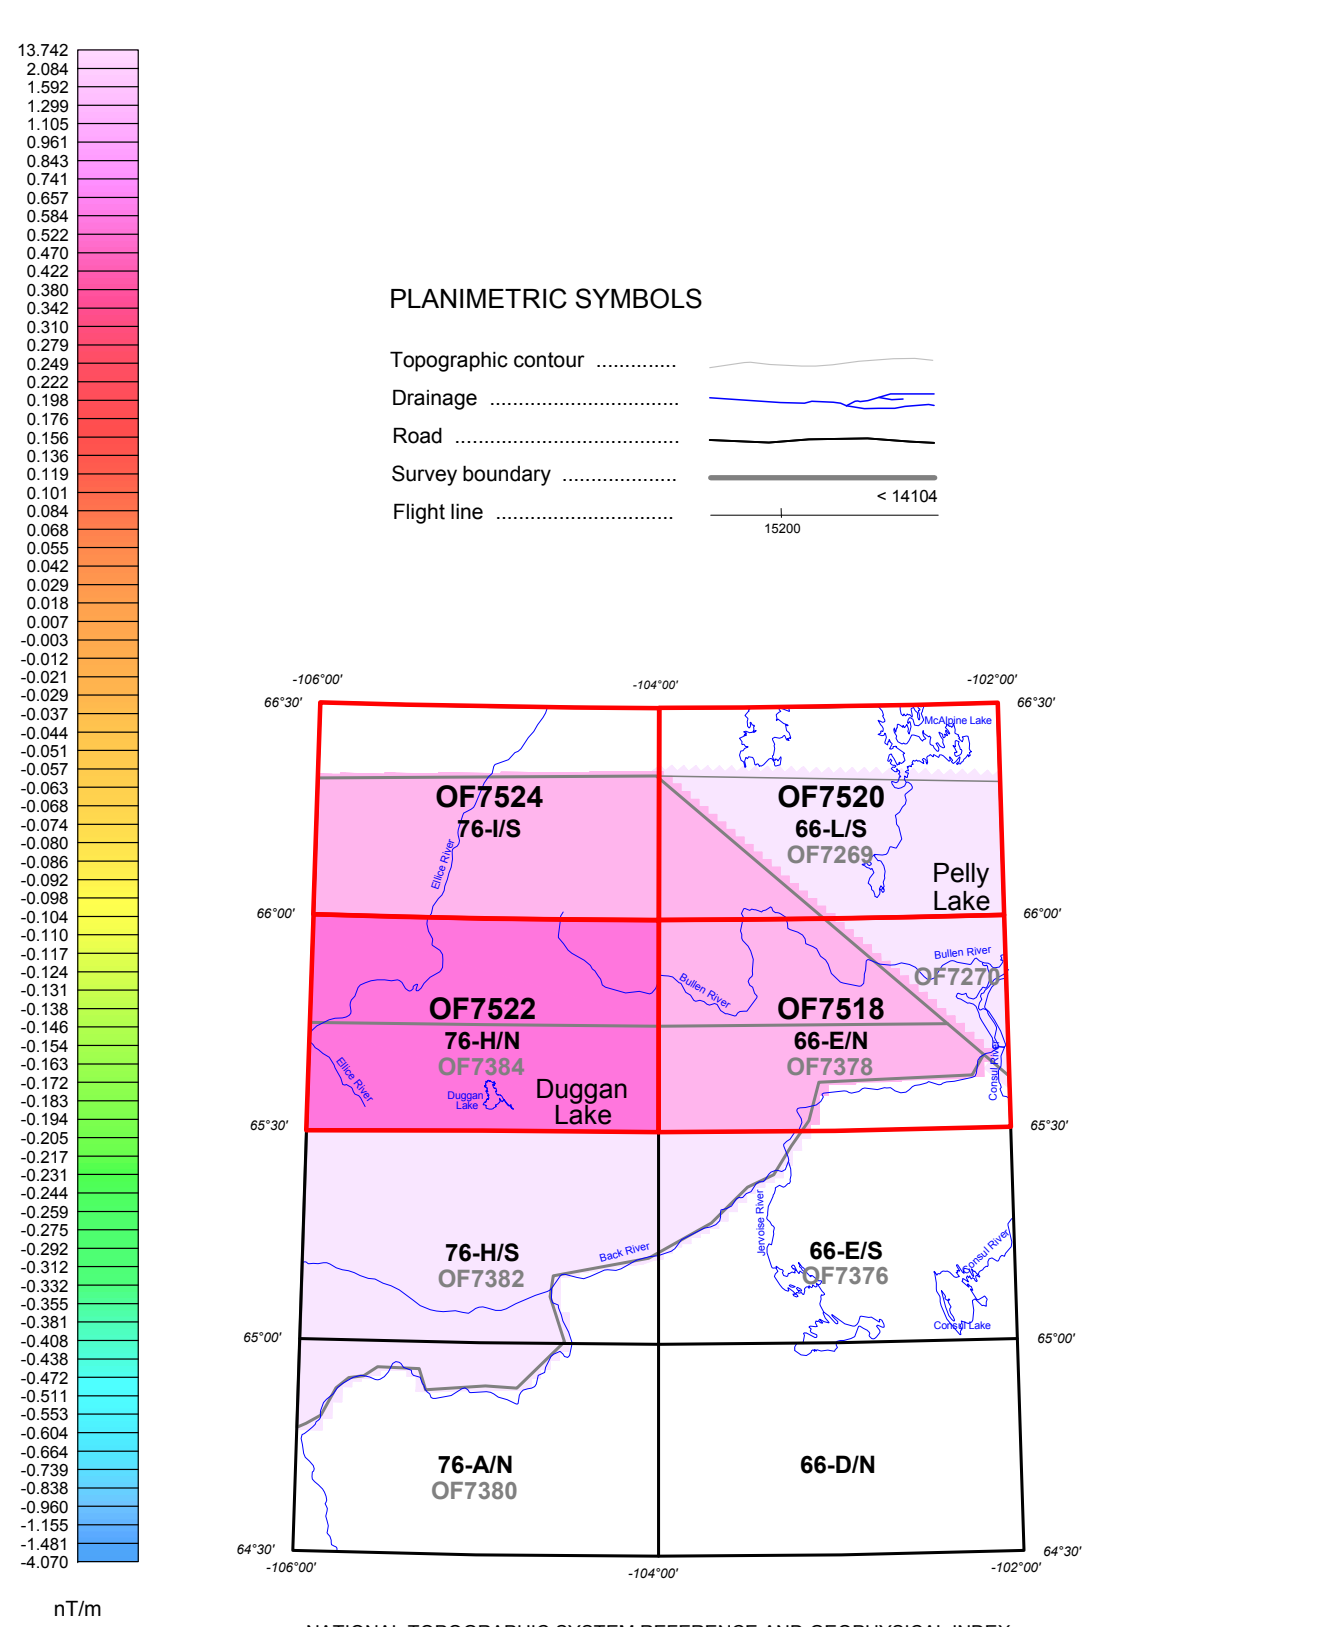 13.742
2.084
1.592
1.299
1.105
0.961
0.843
0.741
0.657
0.584
0.522
0.470
0.422
0.380
0.342
0.310
0.279
0.249
0.222
0.198
0.176
0.156
0.136
0.119
0.101
0.084
0.068
0.055
0.042
0.029
0.018
0.007
-0.003
-0.012
-0.021
-0.029
-0.037
-0.044
-0.051
-0.057
-0.063
-0.068
-0.074
-0.080
-0.086
-0.092
-0.098
-0.104
-0.110
-0.117
-0.124
-0.131
-0.138
-0.146
-0.154
-0.163
-0.172
-0.183
-0.194
-0.205
-0.217
-0.231
-0.244
-0.259
-0.275
-0.292
-0.312
-0.332
-0.355
-0.381
-0.408
-0.438
-0.472
-0.511
-0.553
-0.604
-0.664
-0.739
-0.838
-0.960
-1.155
-1.481
-4.070
nT/m
PLANIMETRIC SYMBOLS
Topographic contour ..............
Drainage ..................................
Road ........................................
Survey boundary .....................
< 14104
Flight line ................................
15200
-106°00'
-104°00'
-102°00'
66°30'
66°30'
McAlpine Lake
OF7524
76-I/S
Ellice River
OF7520
66-L/S
OF7269
Pelly
Lake
66°00'
66°00'
Bullen River
OF7270
Bullen River
OF7522
76-H/N
OF7384
Ellice River
Duggan
Lake
Duggan
Lake
OF7518
66-E/N
OF7378
Consul River
65°30'
65°30'
Jervoise River
Back River
76-H/S
OF7382
66-E/S
OF7376
Consul River
Consul Lake
65°00'
65°00'
76-A/N
OF7380
66-D/N
64°30'
64°30'
-106°00'
-104°00'
-102°00'
NATIONAL TOPOGRAPHIC SYSTEM REFERENCE AND GEOPHYSICAL INDEX